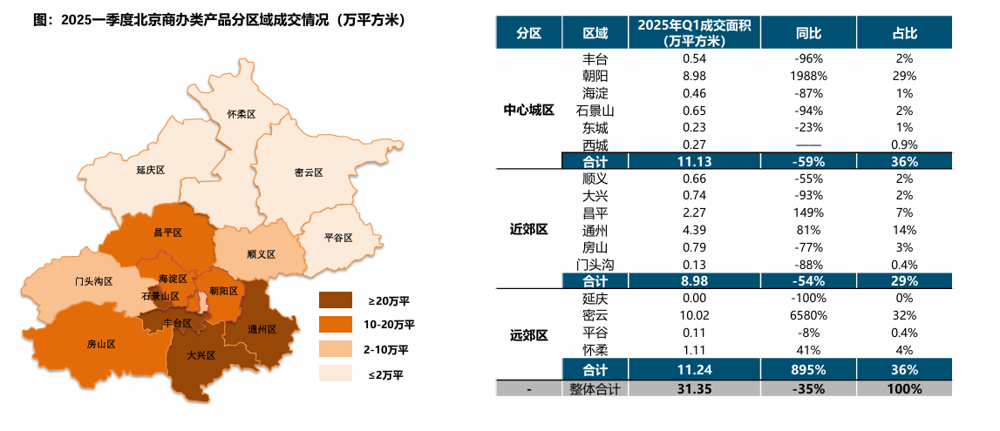 图：2025一季度北京商办类产品分区域成交情况（万平方米）
怀柔区
延庆区
密云区
昌平区
平谷区
顺义区
门头沟区
海淀区
朝阳区
石景山区
丰台区
通州区
房山区
大兴区
≥20万平
10-20万平
2-10万平
≤2万平
分区 区域 2025年Q1成交面积（万平方米） 同比 占比
中心城区
丰台 0.54 -96% 2%
朝阳 8.98 1988% 29%
海淀 0.46 -87% 1%
石景山 0.65 -94% 2%
东城 0.23 -23% 1%
西城 0.27 —— 0.9%
合计 11.13 -59% 36%
近郊区
顺义 0.66 -55% 2%
大兴 0.74 -93% 2%
昌平 2.27 149% 7%
通州 4.39 81% 14%
房山 0.79 -77% 3%
门头沟 0.13 -88% 0.4%
合计 8.98 -54% 29%
远郊区
延庆 0.00 -100% 0%
密云 10.02 6580% 32%
平谷 0.11 -8% 0.4%
怀柔 1.11 41% 4%
合计 11.24 895% 36%
- 整体合计 31.35 -35% 100%